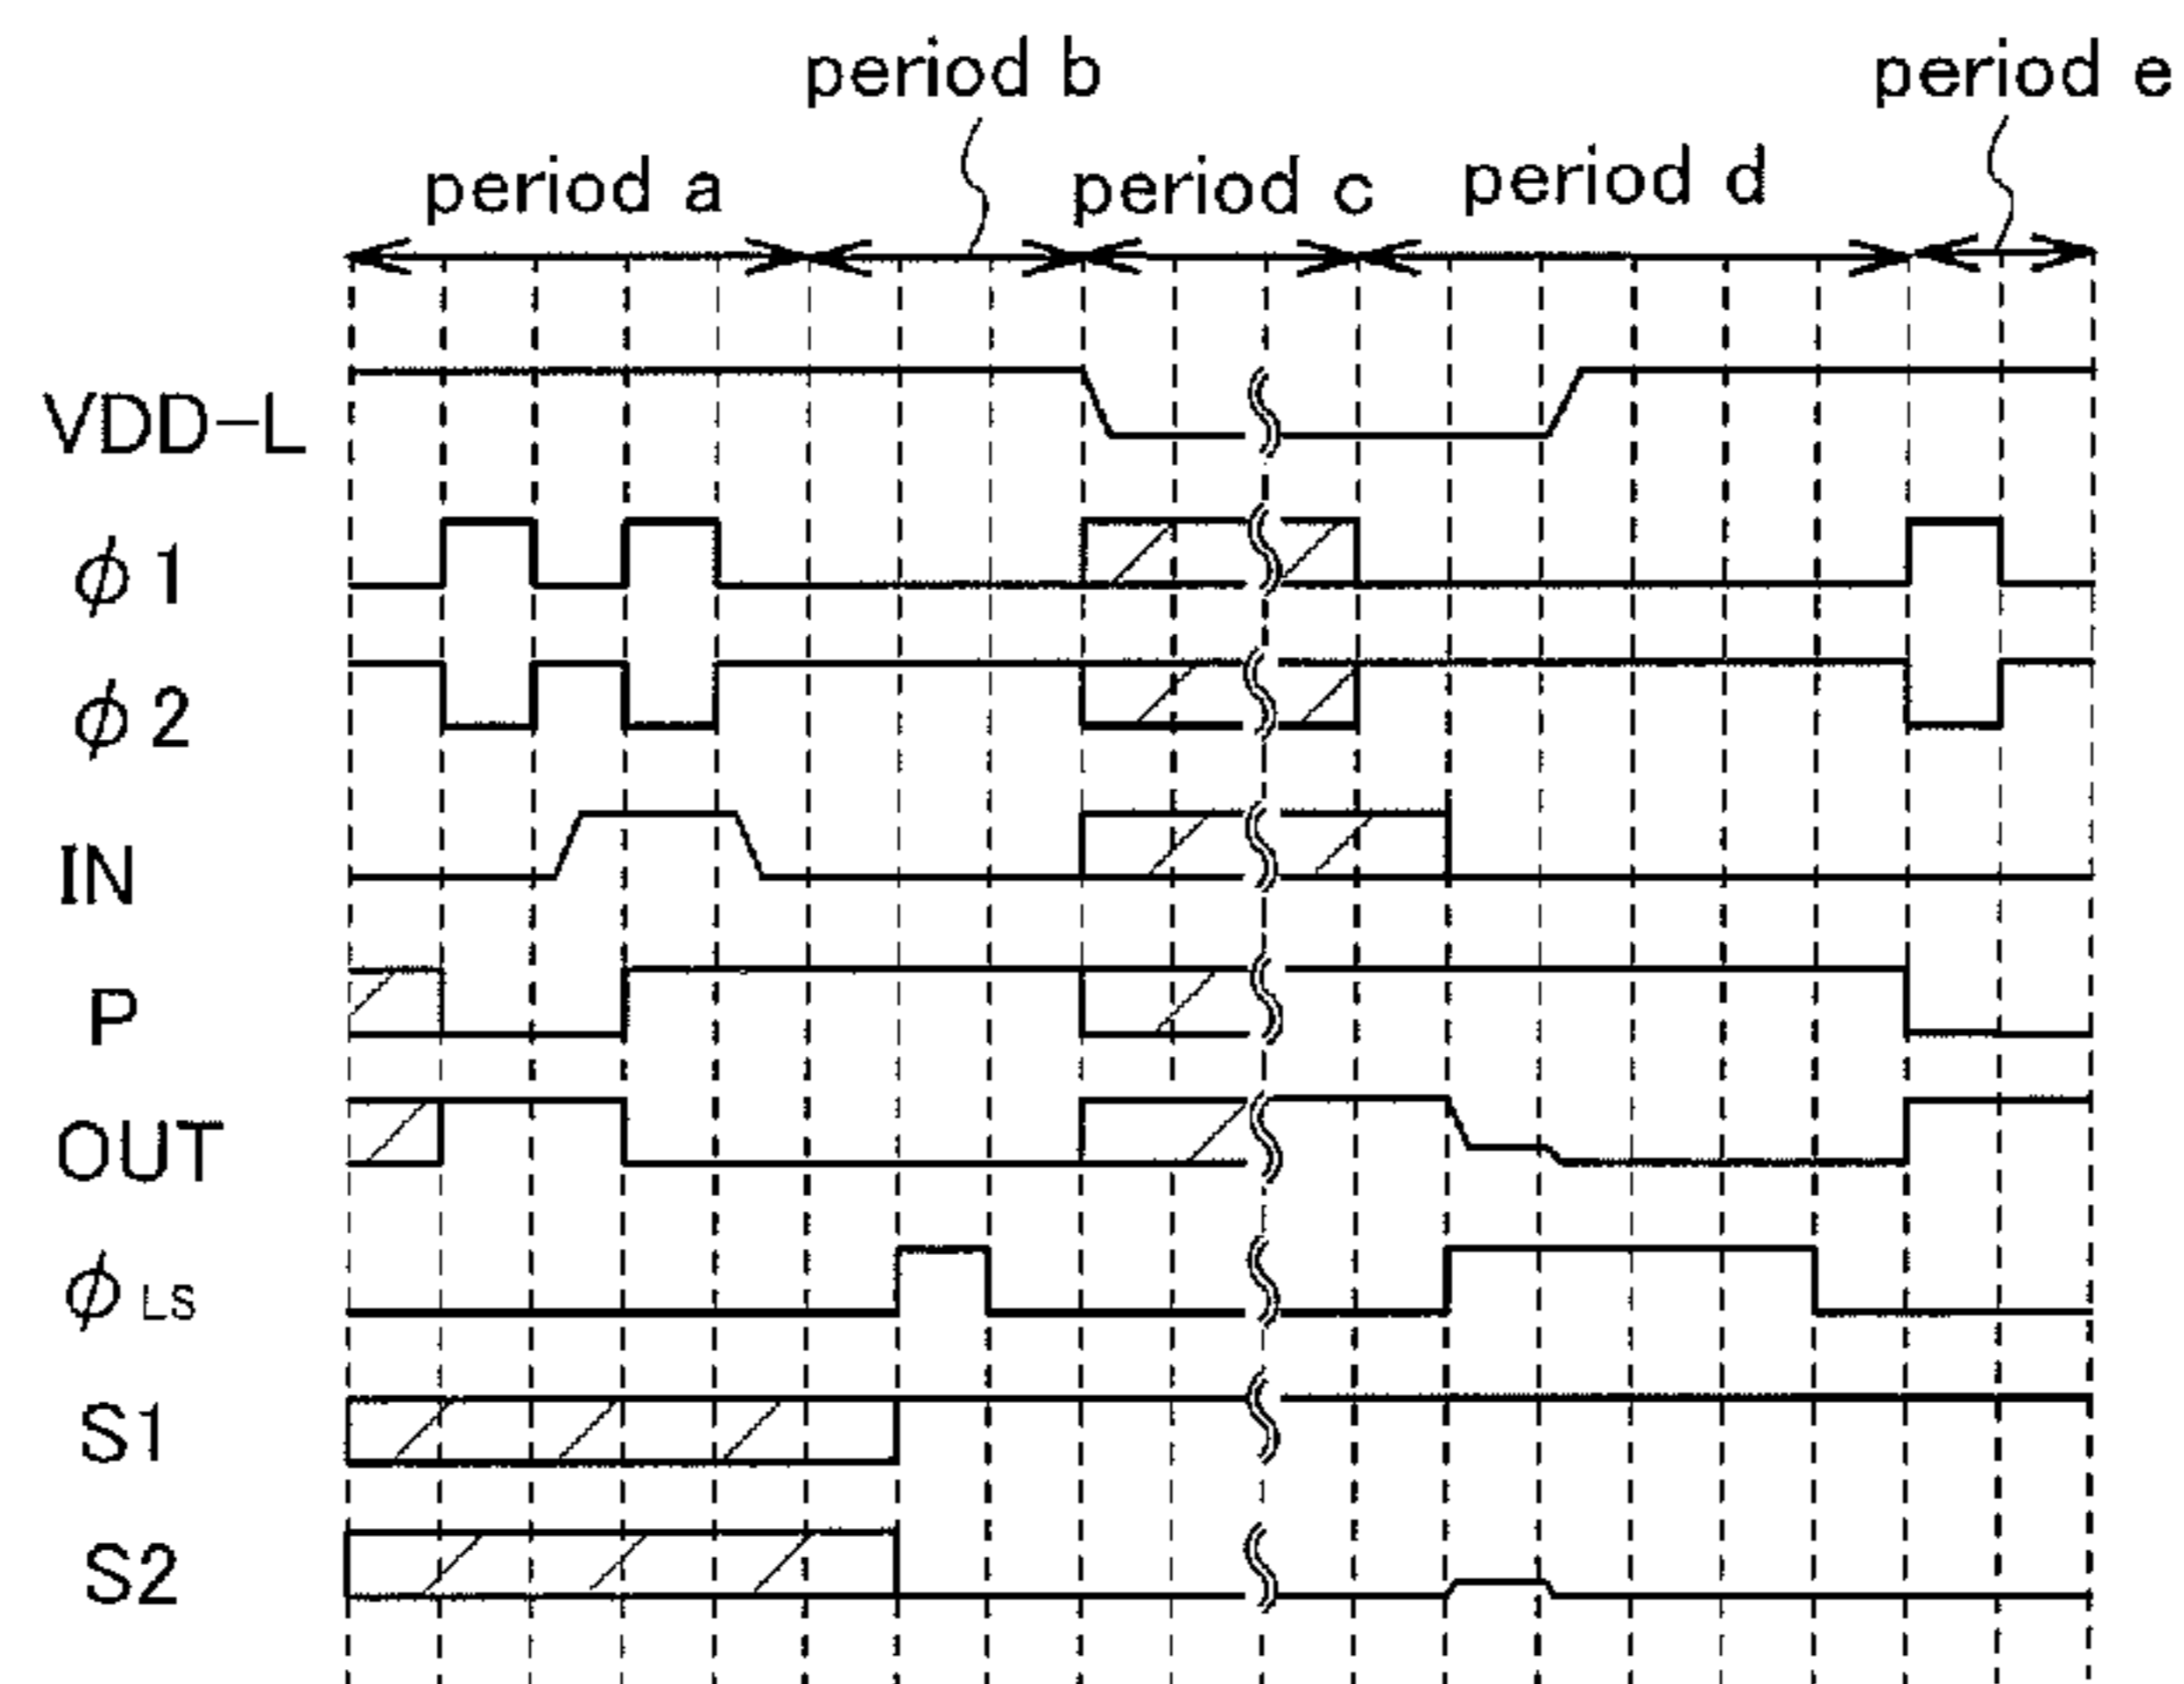 period b
period e
period a
period c
period d
VDD-L
ϕ1
ϕ2
IN
P
OUT
ϕLS
S1
S2